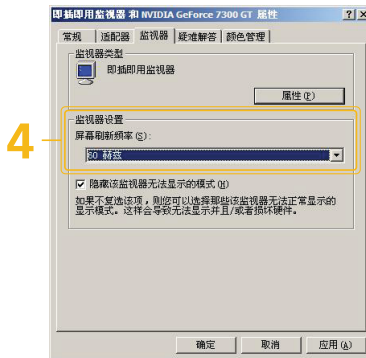 即插即用监视器 和 NVIDIA GeForce 7300 GT 属性
常规 适配器 监视器 疑难解答 颜色管理
监视器类型
即插即用监视器
属性(P)
监视器设置
4
屏幕刷新频率(S):
60 赫兹
隐藏该监视器无法显示的模式(H)
如果不复选该项，则您可以选择那些该监视器无法正常显示的
显示模式。这样会导致无法显示并且/或者损坏硬件。
确定 取消 应用(A)